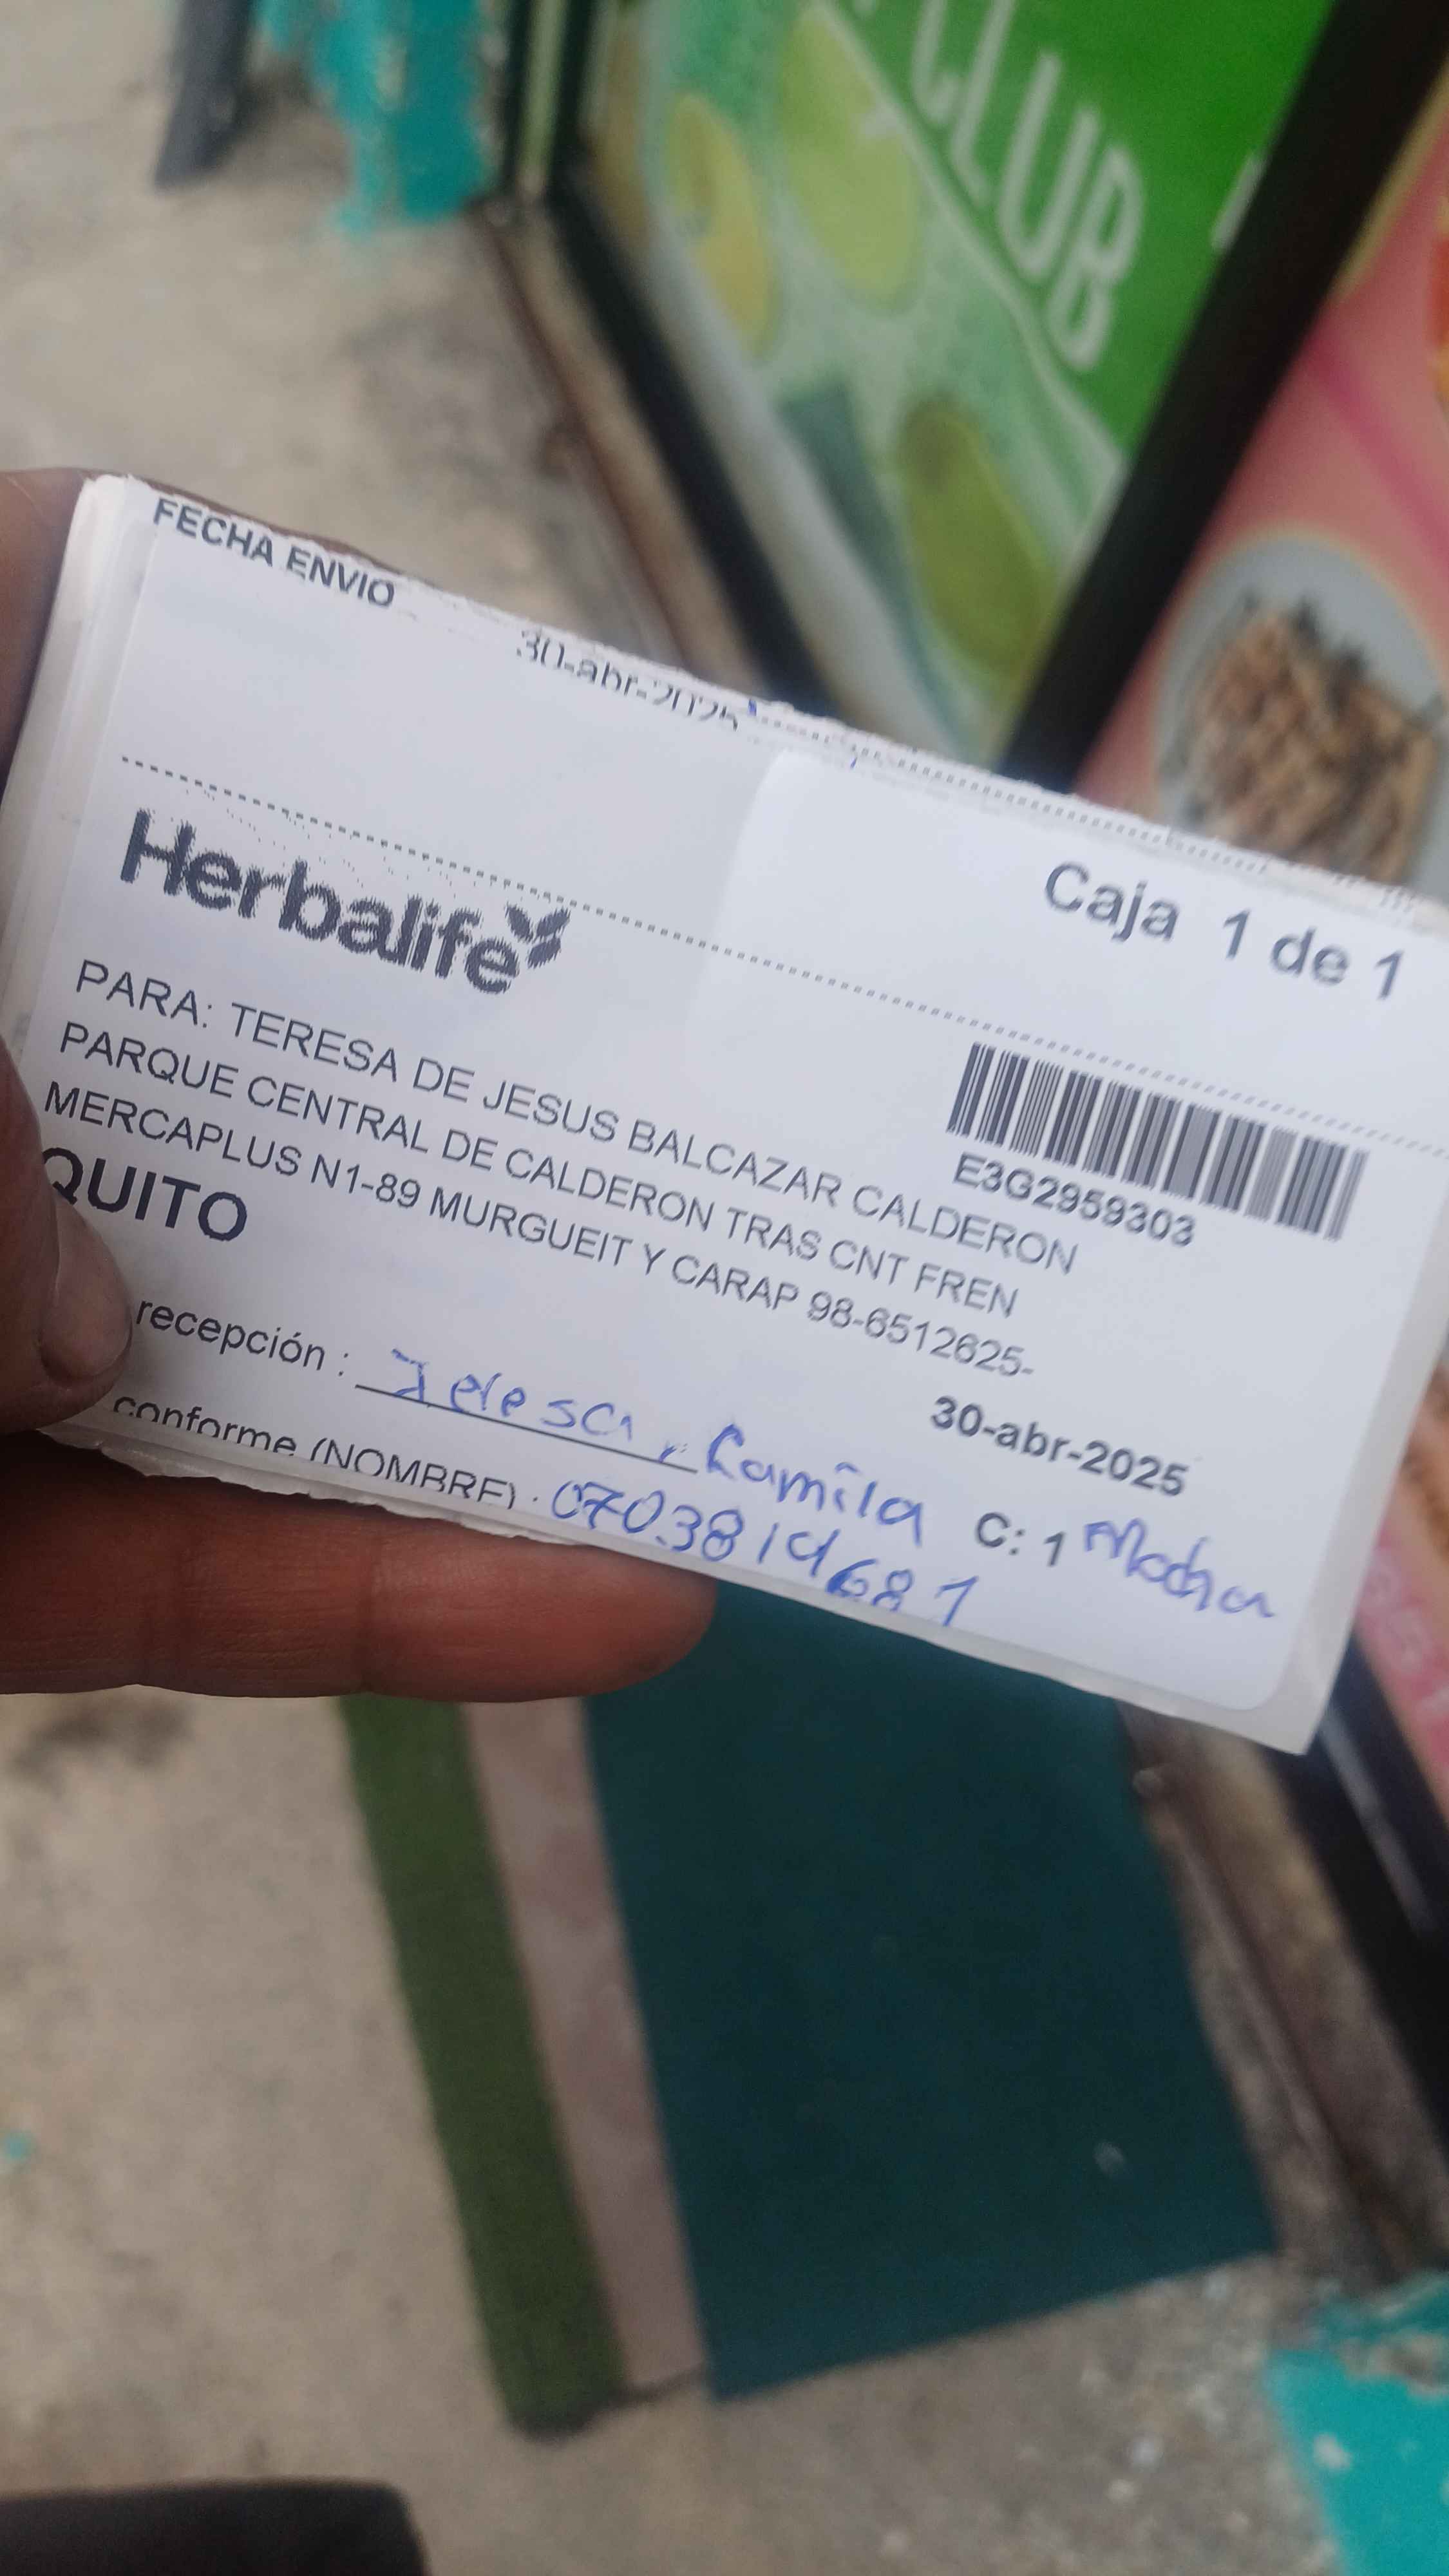 CLUB
FECHA ENVIO
30-abr-2025
Caja 1 de 1
Herbalife
E3G2959303
PARA: TERESA DE JESUS BALCAZAR CALDERON
PARQUE CENTRAL DE CALDERON TRAS CNT FREN
MERCAPLUS N1-89 MURGUEIT Y CARAP 98-6512625-
QUITO
30-abr-2025
recepción : Teresa, Camila
C: 1 Macha
conforme (NOMBRE) : 0703814681